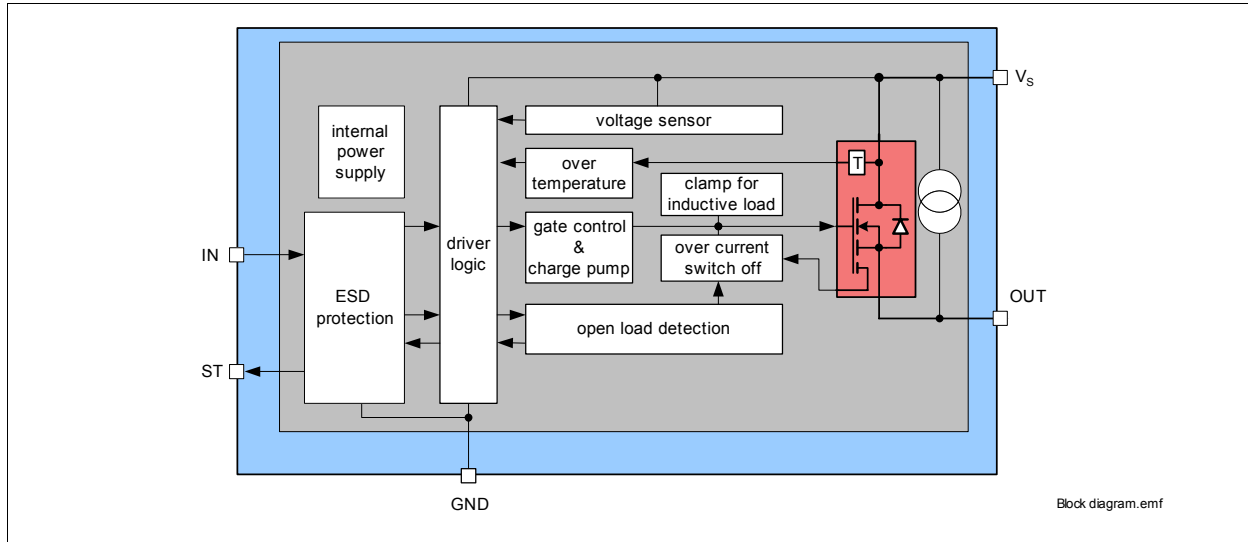 VS
voltage sensor
internal
power
supply
T
over
temperature
clamp for
inductive load
driver
logic
gate control
&
charge pump
over current
switch off
IN
ESD
protection
OUT
open load detection
ST
GND
Block diagram.emf